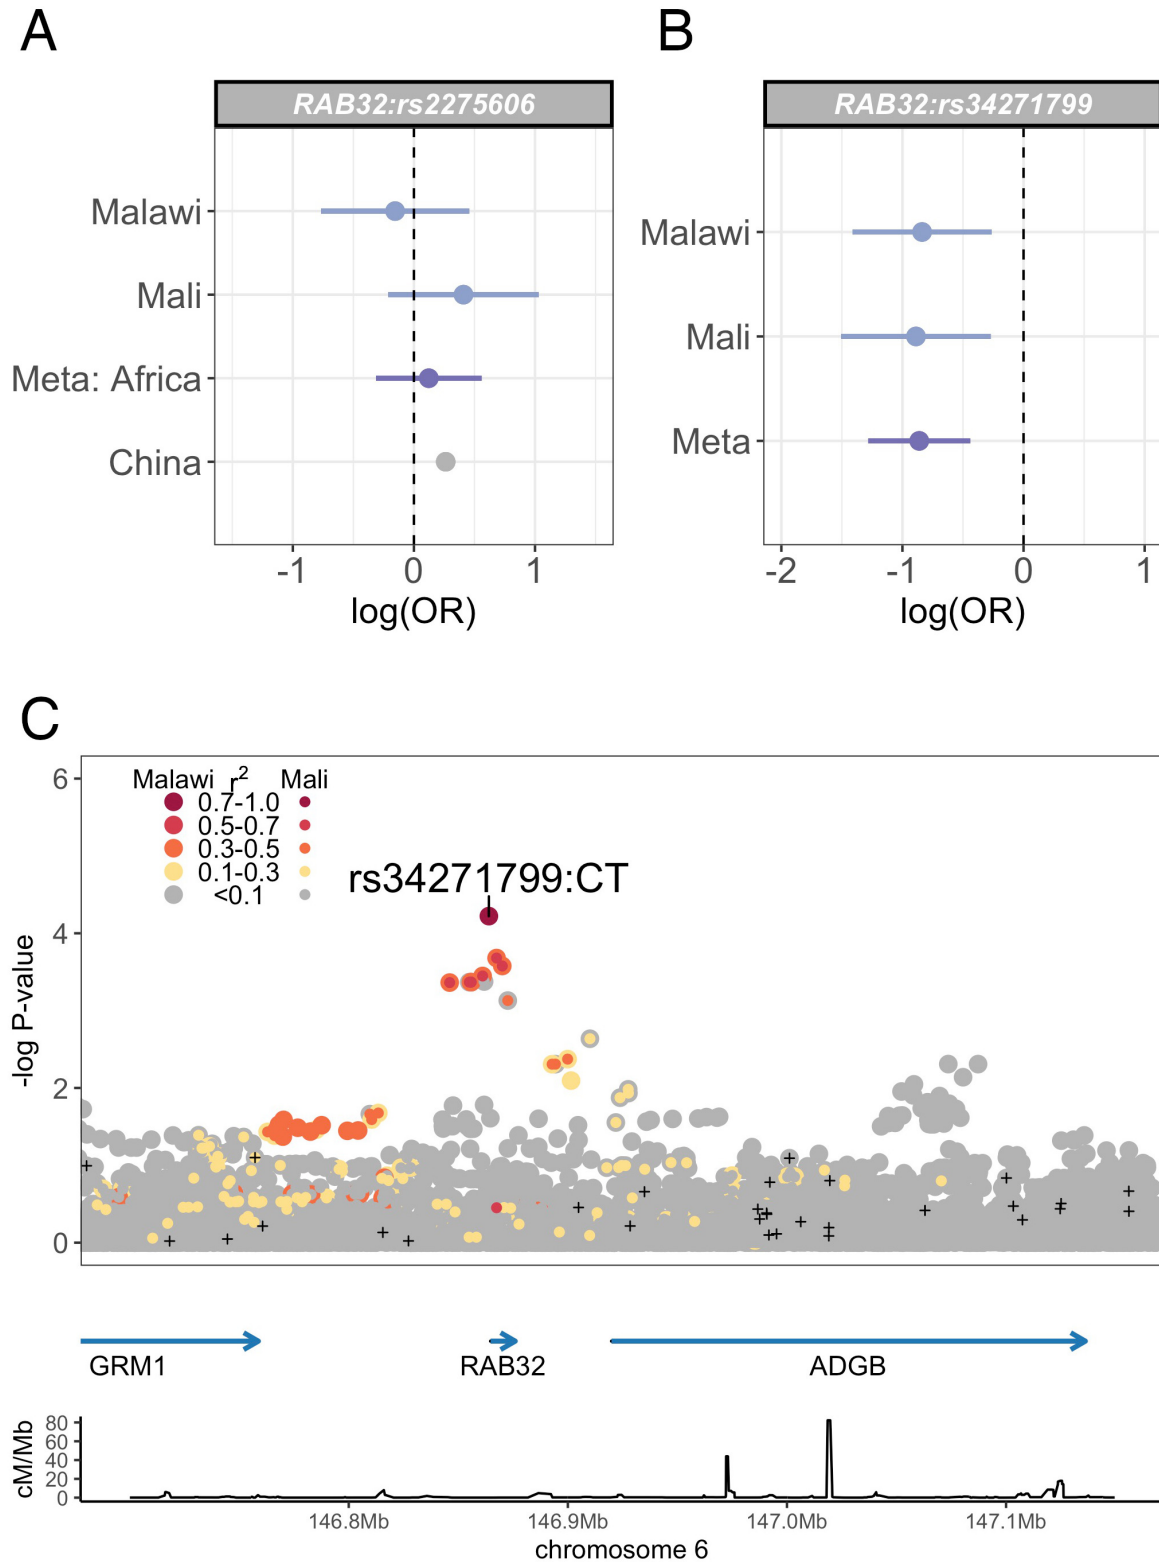 A
B
RAB32:rs2275606
RAB32:rs34271799
Malawi
Mali
Meta: Africa
China
-1 0 1
log(OR)
Malawi
Mali
Meta
-2 -1 0 1
log(OR)
C
Malawi r2 Mali
0.7-1.0
0.5-0.7
0.3-0.5
0.1-0.3
<0.1
rs34271799:CT
6
4
2
0
-log P-value
GRM1 RAB32 ADGB
80
60
40
20
0
cM/Mb
146.8Mb 146.9Mb 147.0Mb 147.1Mb
chromosome 6